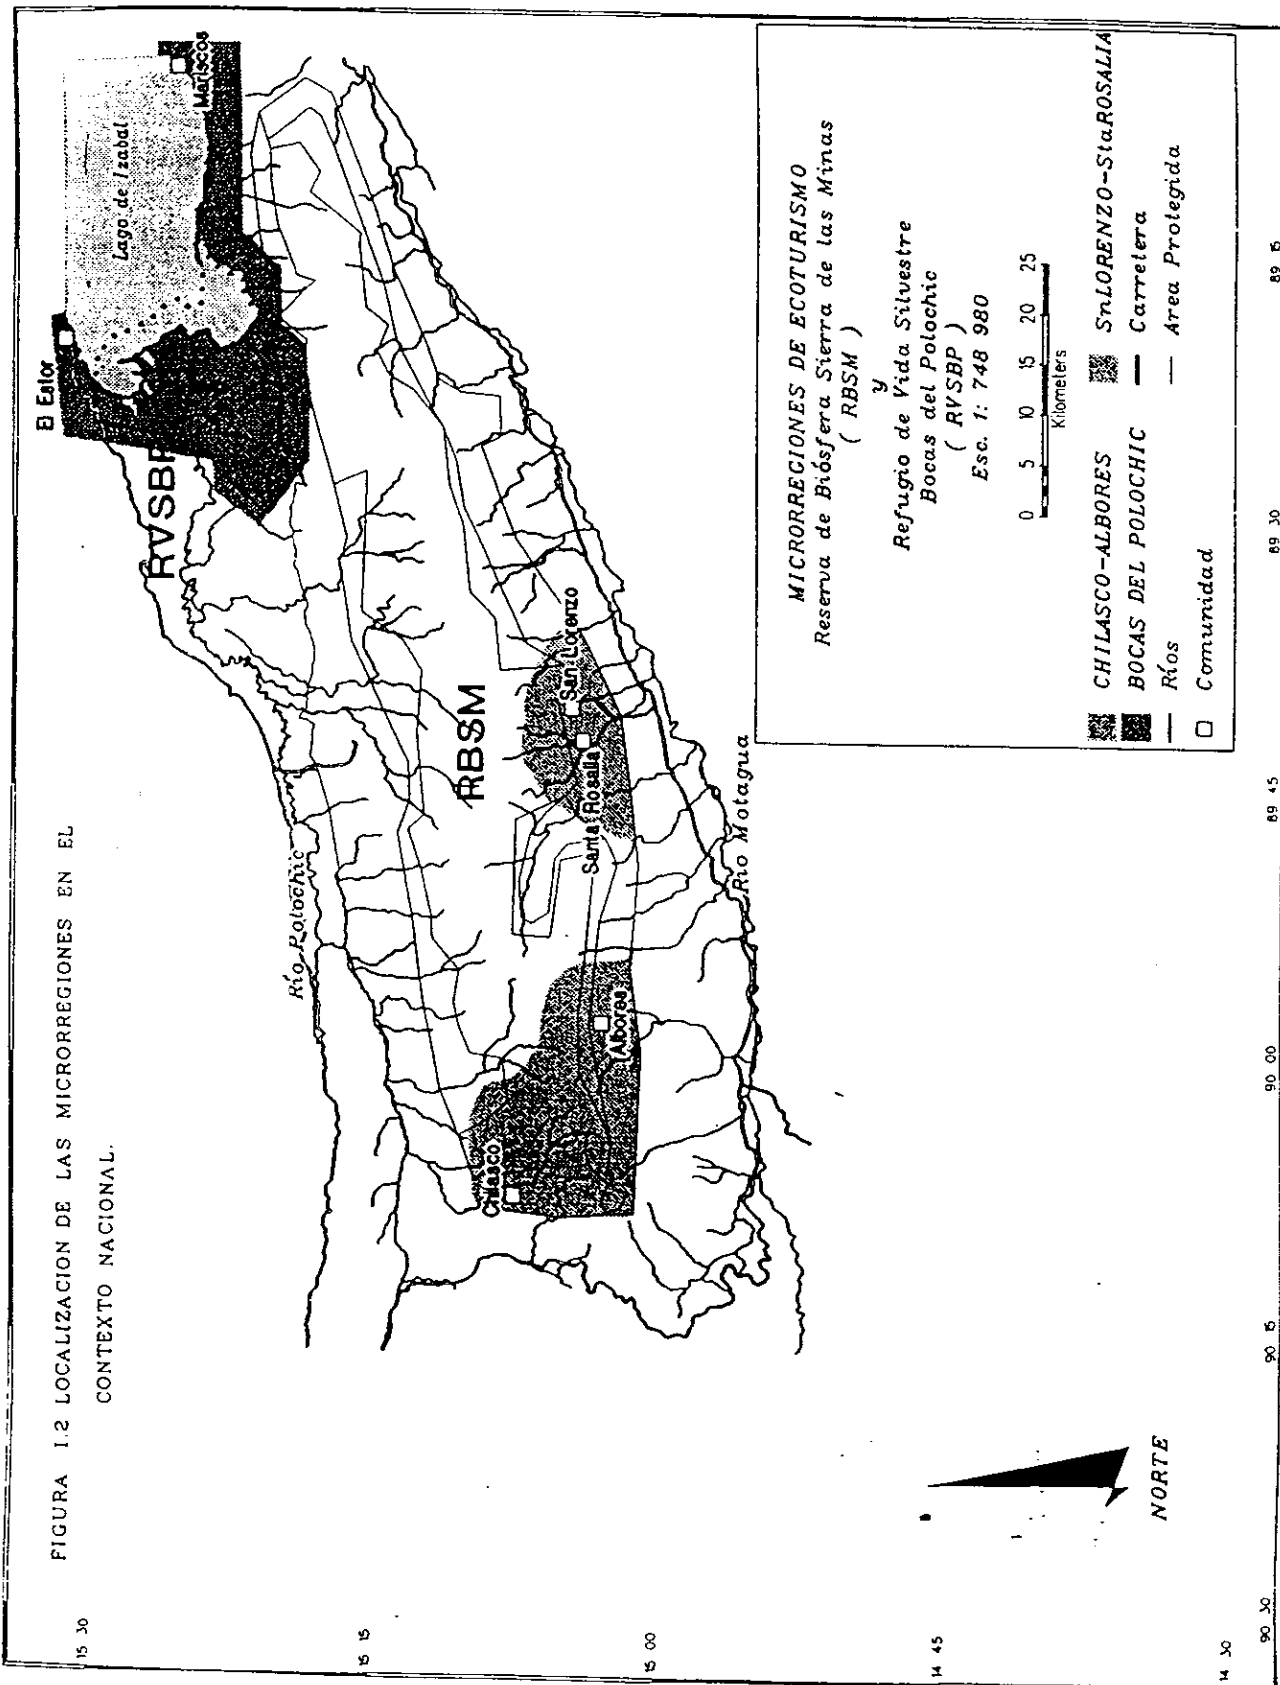 FIGURA 1.2 LOCALIZACION DE LAS MICRORREGIONES EN EL
CONTEXTO NACIONAL.
El Estor
Lago de Izabal
Mariscos
RVSBP
Río Polochic
RBSM
Chilasco
Albores
Santa Rosalia
San Lorenzo
Río Motagua
MICRORREGIONES DE ECOTURISMO
Reserva de Biósfera Sierra de las Minas
( RBSM )
y
Refugio de Vida Silvestre
Bocas del Polochic
( RVSBP )
Esc. 1: 748 980
0 5 10 15 20 25
Kilometers
CHILASCO-ALBORES
SnLORENZO-StaROSALIA
BOCAS DEL POLOCHIC
Carretera
Ríos
Area Protegida
Comunidad
NORTE
15 30
15 15
15 00
14 45
14 30
90 30
90 15
90 00
89 45
89 30
89 15